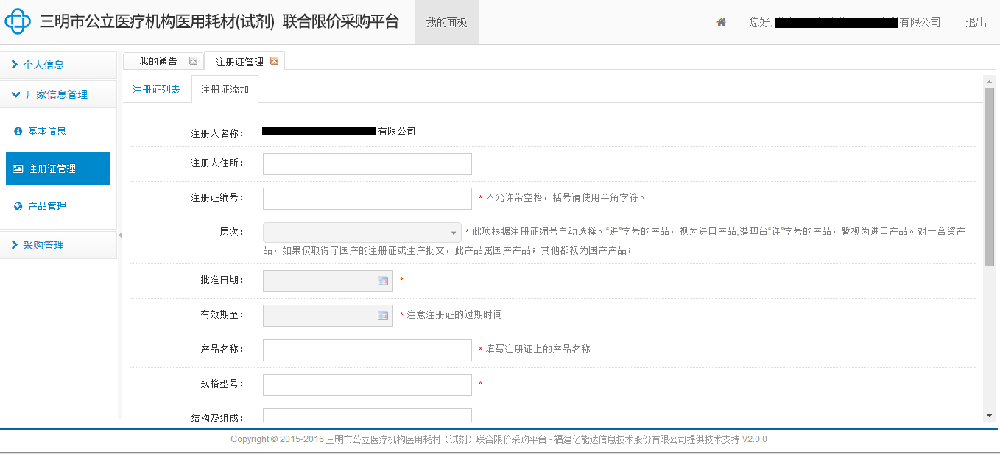 三明市公立医疗机构医用耗材(试剂) 联合限价采购平台
我的面板
您好,
有限公司
退出
个人信息
厂家信息管理
基本信息
注册证管理
产品管理
采购管理
我的通告
注册证管理
注册证列表
注册证添加
注册人名称：
有限公司
注册人住所：
注册证编号：
* 不允许带空格，括号请使用半角字符。
层次：
* 此项根据注册证编号自动选择。“进”字号的产品，视为进口产品;港澳台“许”字号的产品，暂视为进口产品。对于合资产
品，如果仅取得了国产的注册证或生产批文，此产品属国产产品；其他都视为国产产品；
批准日期：
*
有效期至：
* 注意注册证的过期时间
产品名称：
* 填写注册证上的产品名称
规格型号：
*
结构及组成：
Copyright © 2015-2016 三明市公立医疗机构医用耗材（试剂）联合限价采购平台 - 福建亿能达信息技术股份有限公司提供技术支持 V2.0.0